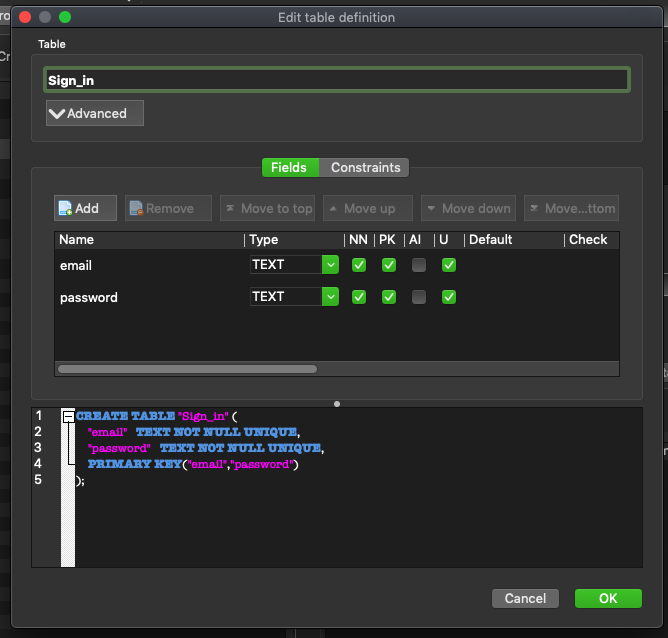 Edit table definition
Table
Sign_in
Advanced
Fields Constraints
Add Remove Move to top Move up Move down Move...ttom
Name Type NN PK AI U Default Check
email TEXT
password TEXT
1 CREATE TABLE "Sign_in" (
2 "email" TEXT NOT NULL UNIQUE,
3 "password" TEXT NOT NULL UNIQUE,
4 PRIMARY KEY("email","password")
5 );
Cancel OK